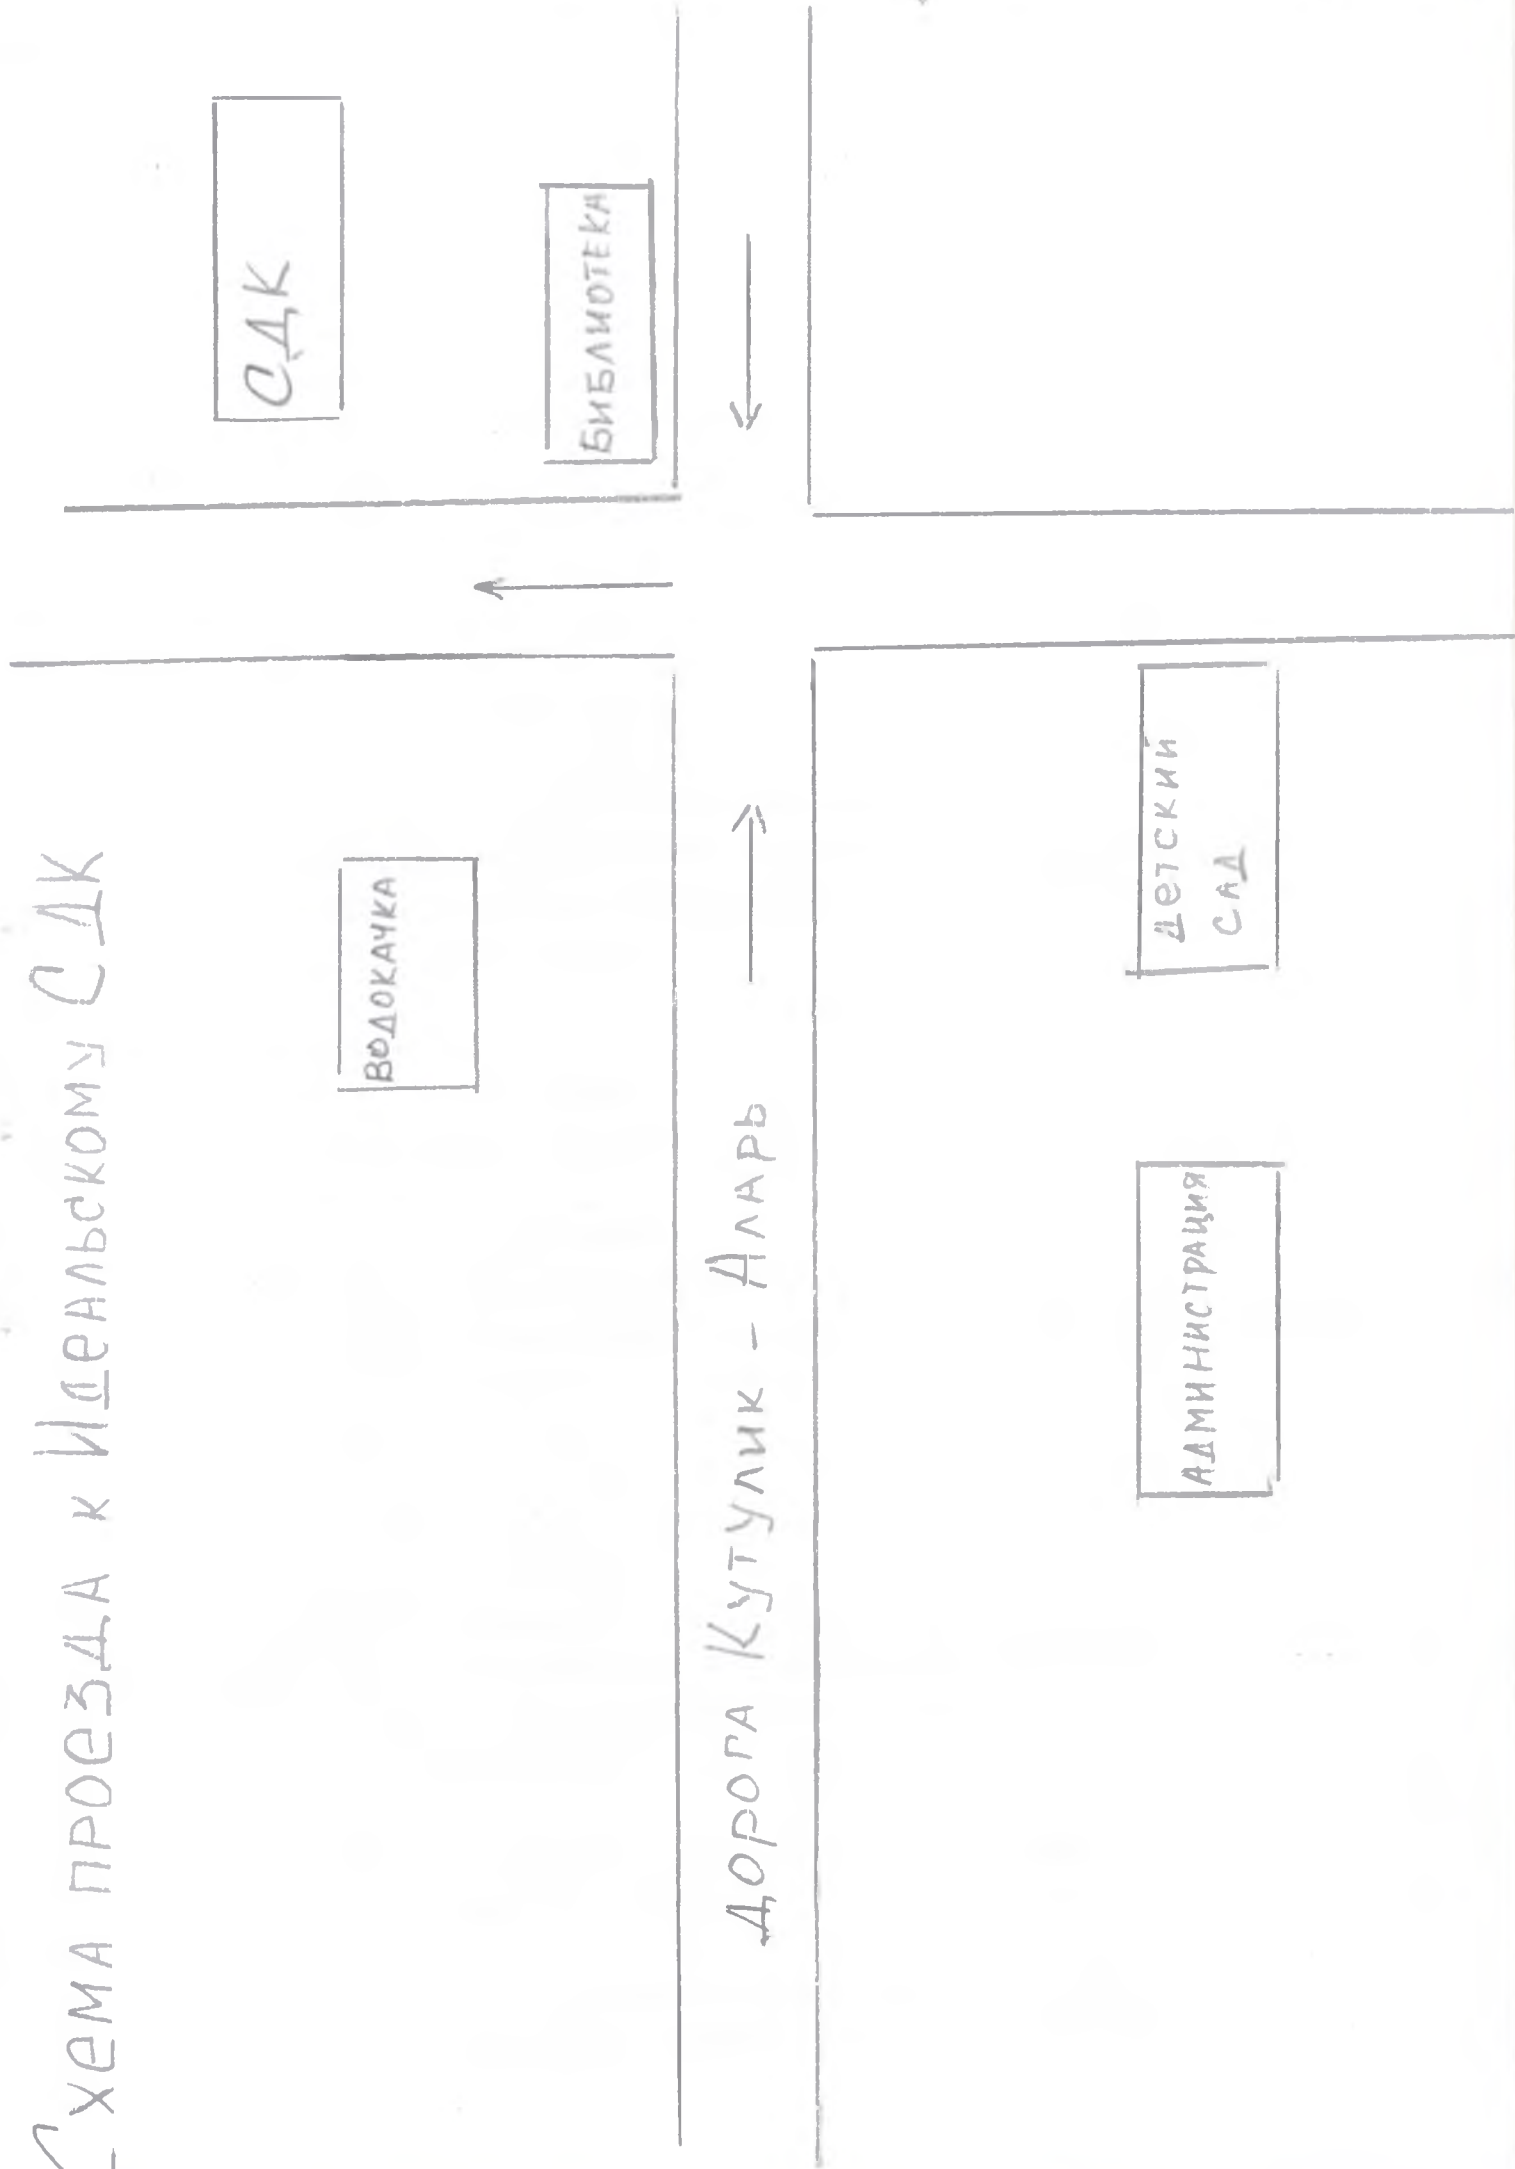 Схема проезда к Идеальскому СДК
СДК
БИБЛИОТЕКА
ВОДОКАЧКА
ДОРОГА Кутулик - Аларь
ДЕТСКИЙ
САД
АДМИНИСТРАЦИЯ